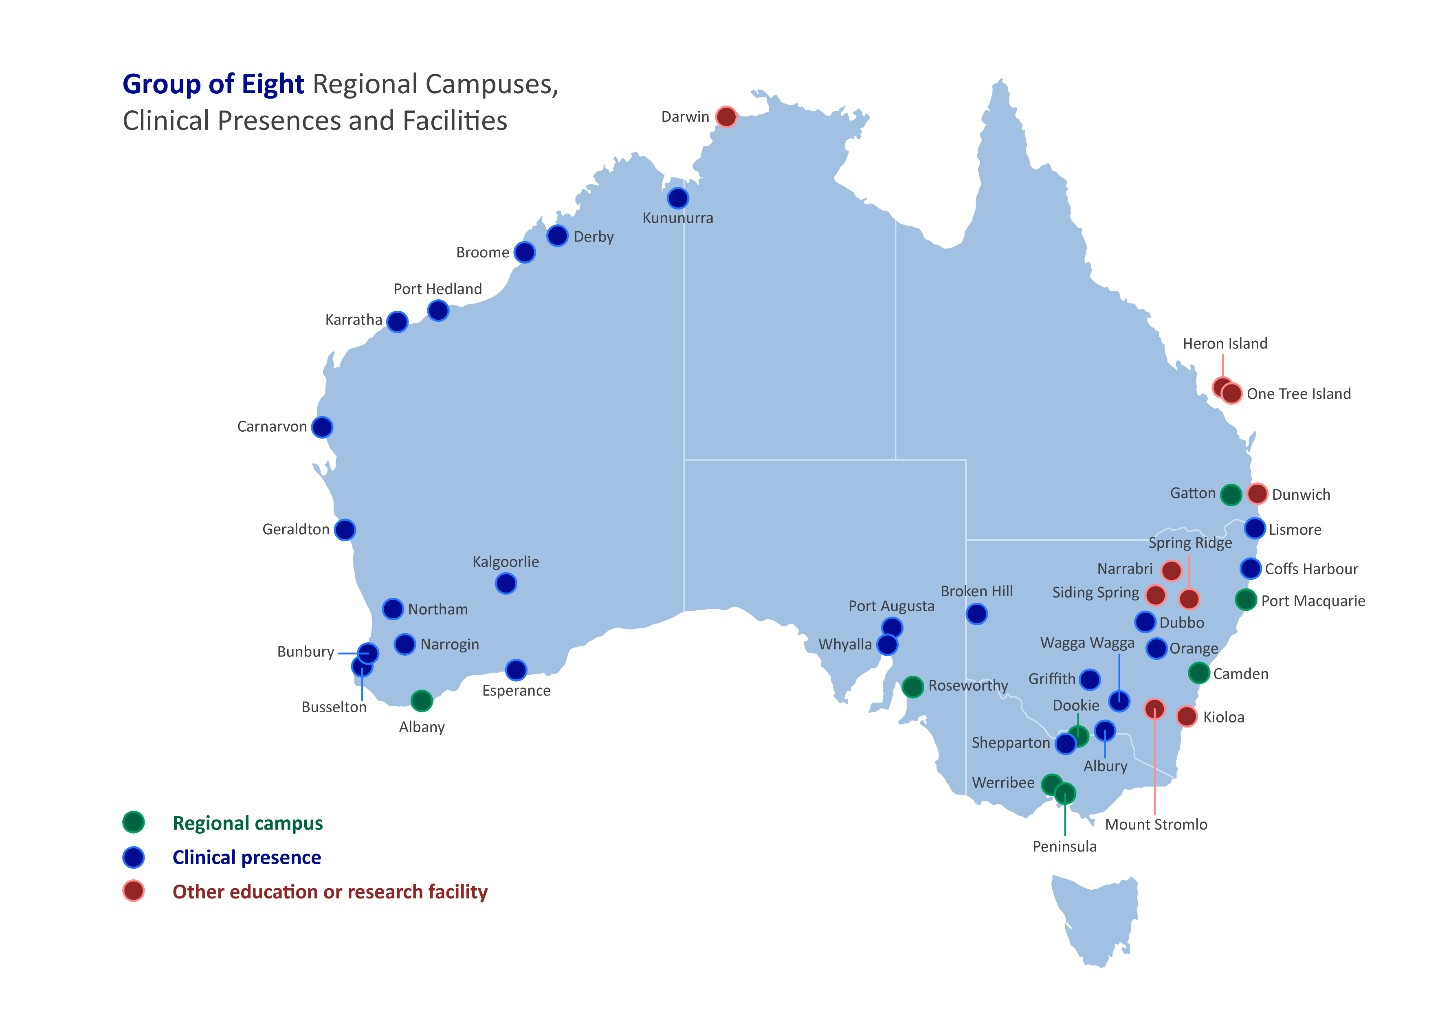 Group of Eight Regional Campuses,
Clinical Presences and Facilities
Darwin
Kununurra
Derby
Broome
Port Hedland
Karratha
Heron Island
One Tree Island
Carnarvon
Gatton
Dunwich
Geraldton
Lismore
Spring Ridge
Kalgoorlie
Narrabri
Coffs Harbour
Broken Hill
Siding Spring
Port Macquarie
Northam
Port Augusta
Dubbo
Narrogin
Whyalla
Wagga Wagga
Orange
Bunbury
Griffith
Camden
Esperance
Roseworthy
Busselton
Dookie
Kioloa
Albany
Shepparton
Albury
Werribee
Mount Stromlo
Peninsula
Regional campus
Clinical presence
Other education or research facility